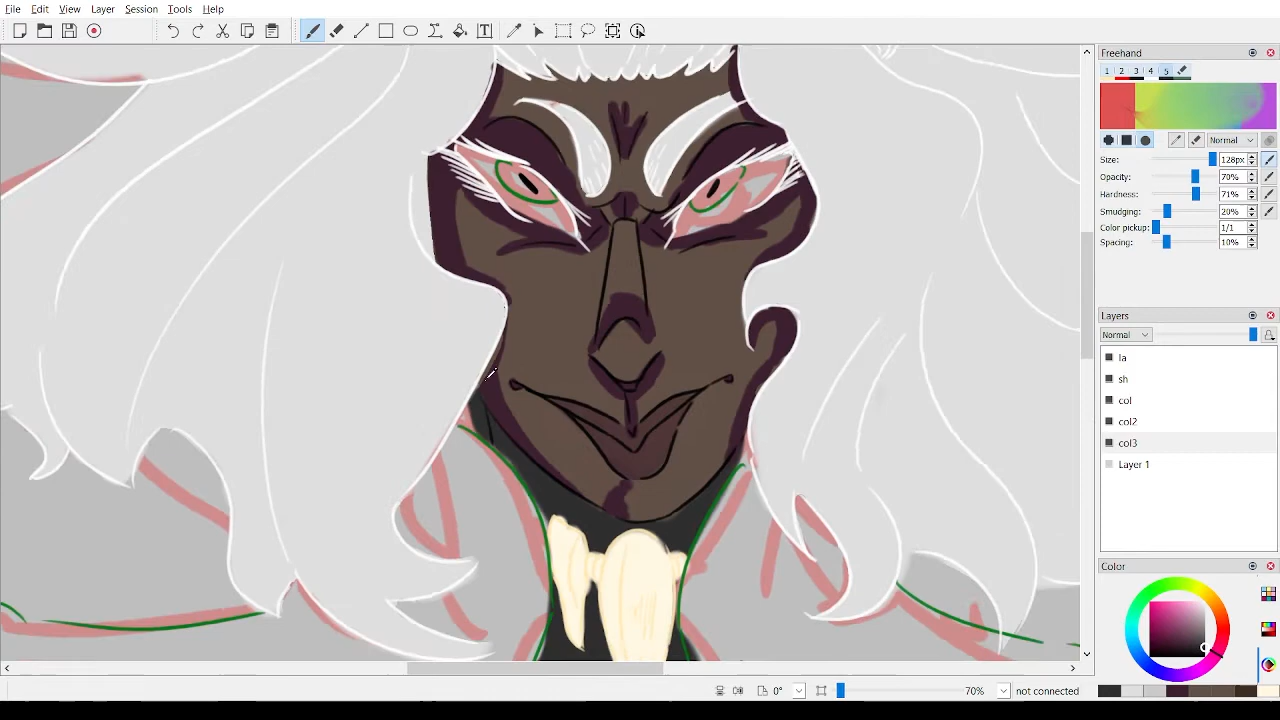 File Edit View Layer Session Tools Help
Freehand
1 2 3 4 5
Normal
Size: 128px
Opacity: 70%
Hardness: 71%
Smudging: 20%
Color pickup: 1/1
Spacing: 10%
Layers
Normal
la
sh
col
col2
col3
Layer 1
Color
0° 70% not connected